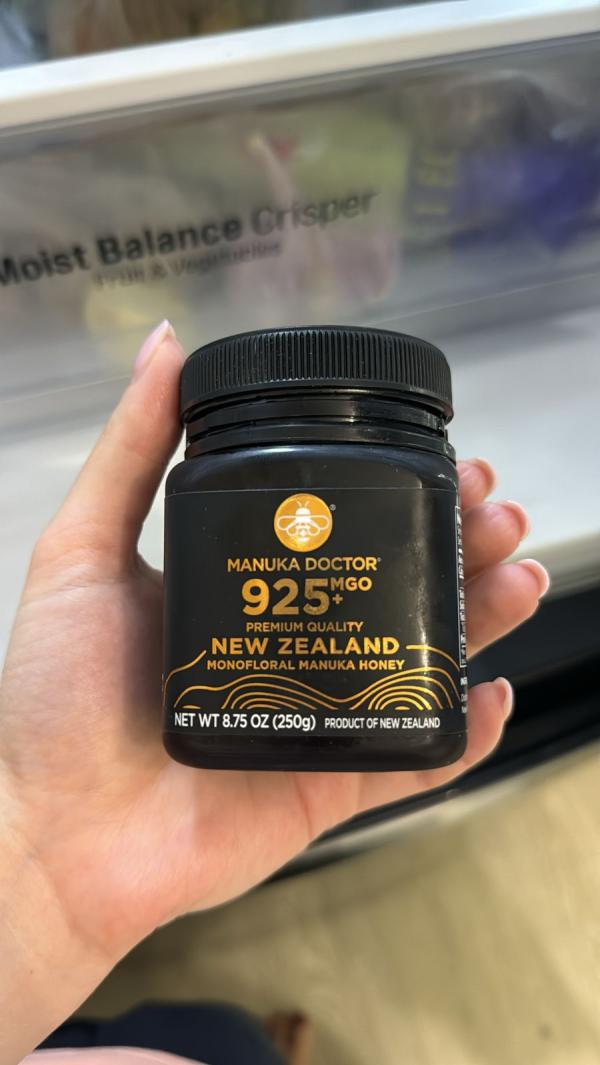 Moist Balance Crisper
Fruit & Vegetables
MANUKA DOCTOR
925+ MGO
PREMIUM QUALITY
NEW ZEALAND
MONOFLORAL MANUKA HONEY
NET WT 8.75 OZ (250g) PRODUCT OF NEW ZEALAND